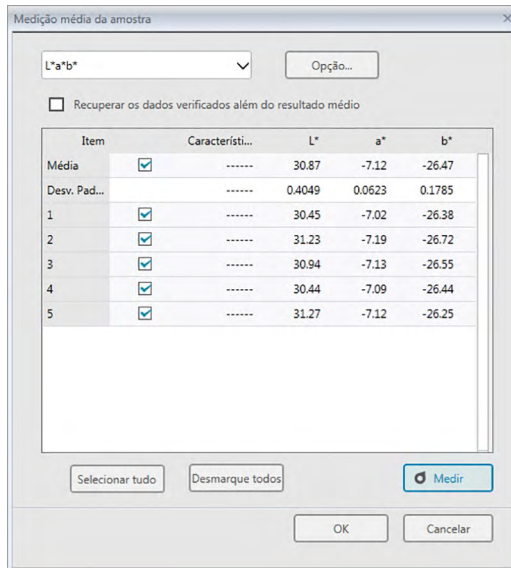 Medição média da amostra
L*a*b* Opção...
Recuperar os dados verificados além do resultado médio
Item Característi... L* a* b*
Média ------ 30.87 -7.12 -26.47
Desv. Pad... ------ 0.4049 0.0623 0.1785
1 ------ 30.45 -7.02 -26.38
2 ------ 31.23 -7.19 -26.72
3 ------ 30.94 -7.13 -26.55
4 ------ 30.44 -7.09 -26.44
5 ------ 31.27 -7.12 -26.25
Selecionar tudo Desmarque todos Medir
OK Cancelar